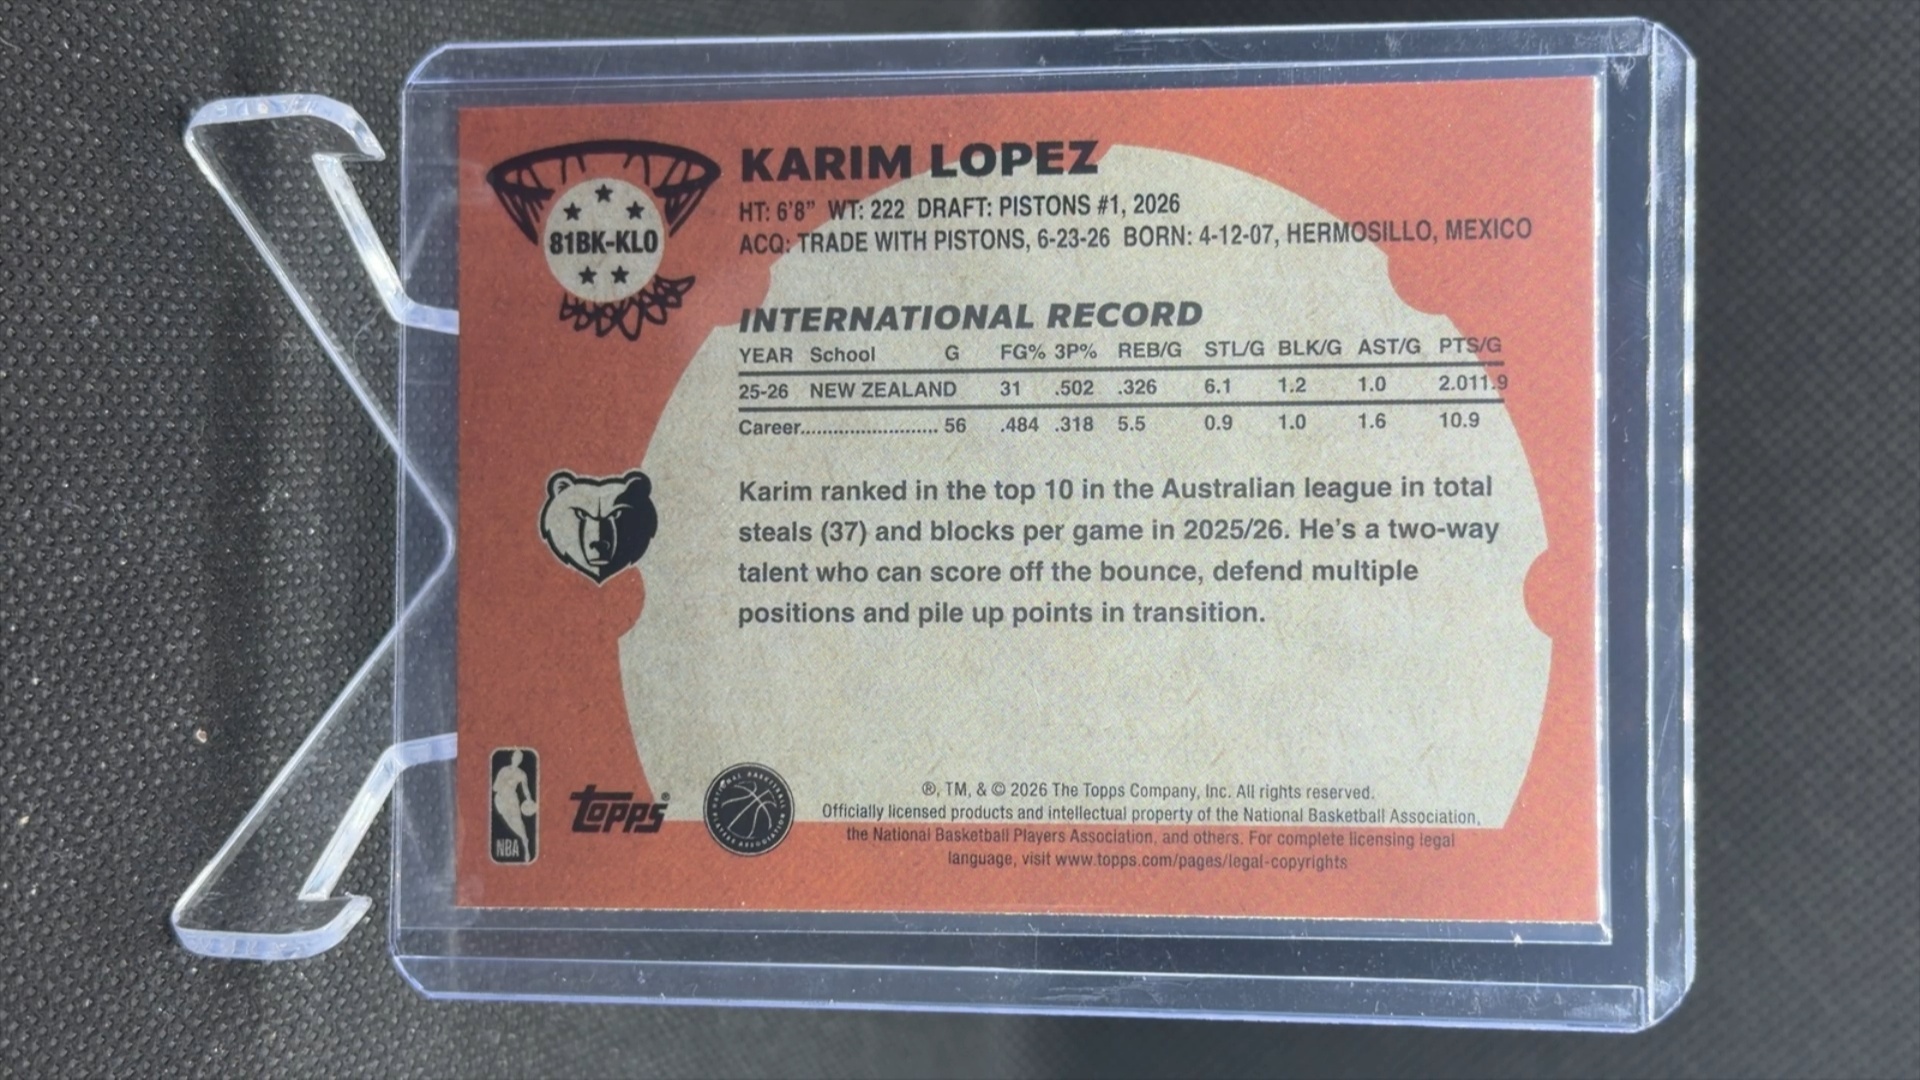 KARIM LOPEZ
HT: 6'8" WT: 222 DRAFT: PISTONS #1, 2026
ACQ: TRADE WITH PISTONS, 6-23-26 BORN: 4-12-07, HERMOSILLO, MEXICO
81BK-KLO
INTERNATIONAL RECORD
YEAR School G FG% 3P% REB/G STL/G BLK/G AST/G PTS/G
25-26 NEW ZEALAND 31 .502 .326 6.1 1.2 1.0 2.011.9
Career.......................... 56 .484 .318 5.5 0.9 1.0 1.6 10.9
Karim ranked in the top 10 in the Australian league in total
steals (37) and blocks per game in 2025/26. He's a two-way
talent who can score off the bounce, defend multiple
positions and pile up points in transition.
NBA
Topps®
NATIONAL BASKETBALL PLAYERS ASSOCIATION
®, TM, & © 2026 The Topps Company, Inc. All rights reserved.
Officially licensed products and intellectual property of the National Basketball Association,
the National Basketball Players Association, and others. For complete licensing legal
language, visit www.topps.com/pages/legal-copyrights